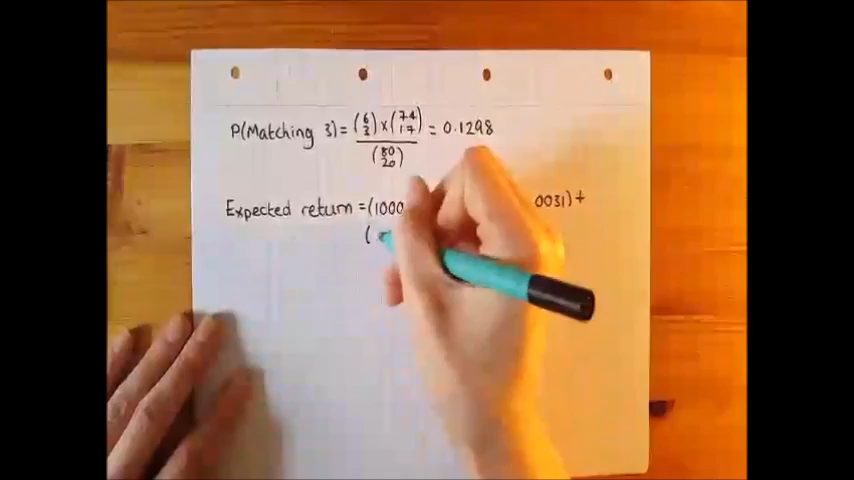 P(Matching 3) = (6 3) x (74 17) / (80 20) = 0.1298
Expected return = (1000 0031) +
(